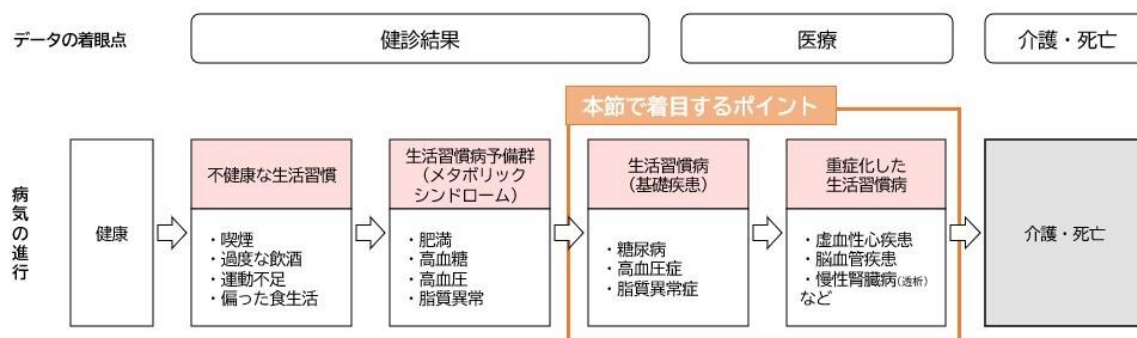 データの着眼点
健診結果
医療
介護・死亡
本節で着目するポイント
病気の進行
健康
不健康な生活習慣
・喫煙
・過度な飲酒
・運動不足
・偏った食生活
生活習慣病予備群
（メタボリック
シンドローム）
・肥満
・高血糖
・高血圧
・脂質異常
生活習慣病
（基礎疾患）
・糖尿病
・高血圧症
・脂質異常症
重症化した
生活習慣病
・虚血性心疾患
・脳血管疾患
・慢性腎臓病（透析）
など
介護・死亡